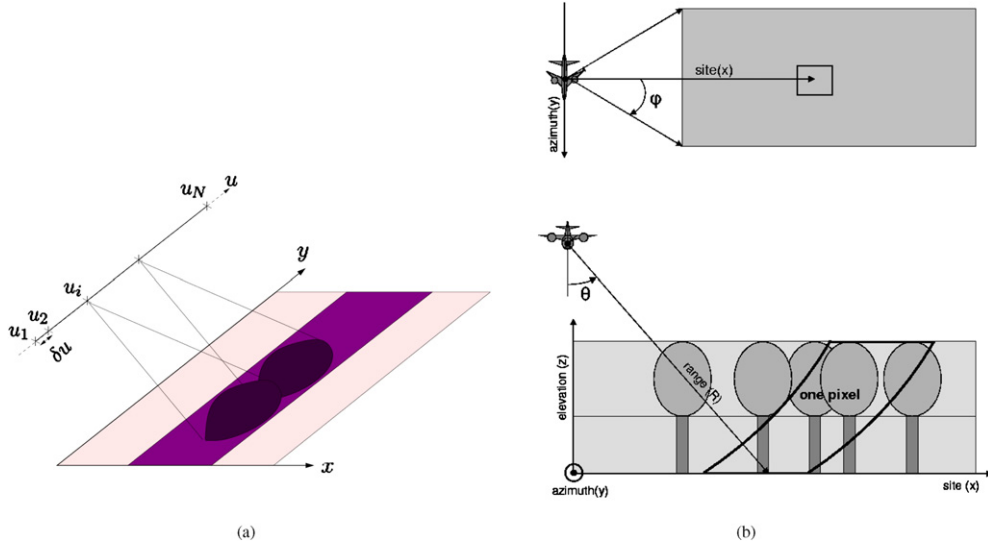 u_N
u
y
u_i
u_2
u_1
δu
x
(a)
site(x)
φ
azimuth(y)
θ
range (R)
one pixel
elevation (z)
azimuth(y)
site (x)
(b)